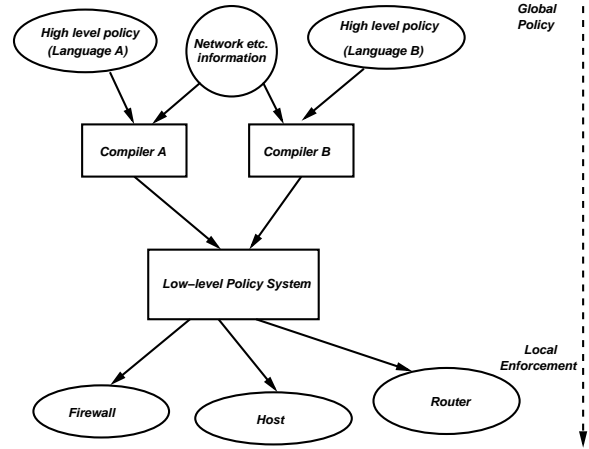 High level policy
(Language A)
Network etc.
information
High level policy
(Language B)
Global
Policy
Compiler A
Compiler B
Low–level Policy System
Local
Enforcement
Firewall
Host
Router